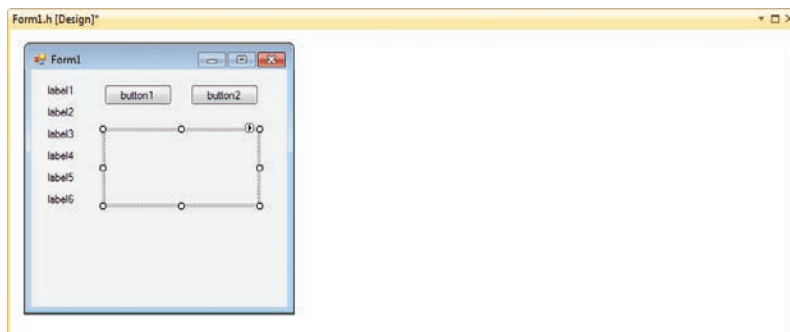 Form1.h [Design]*
Form1
label1
button1
button2
label2
label3
label4
label5
label6